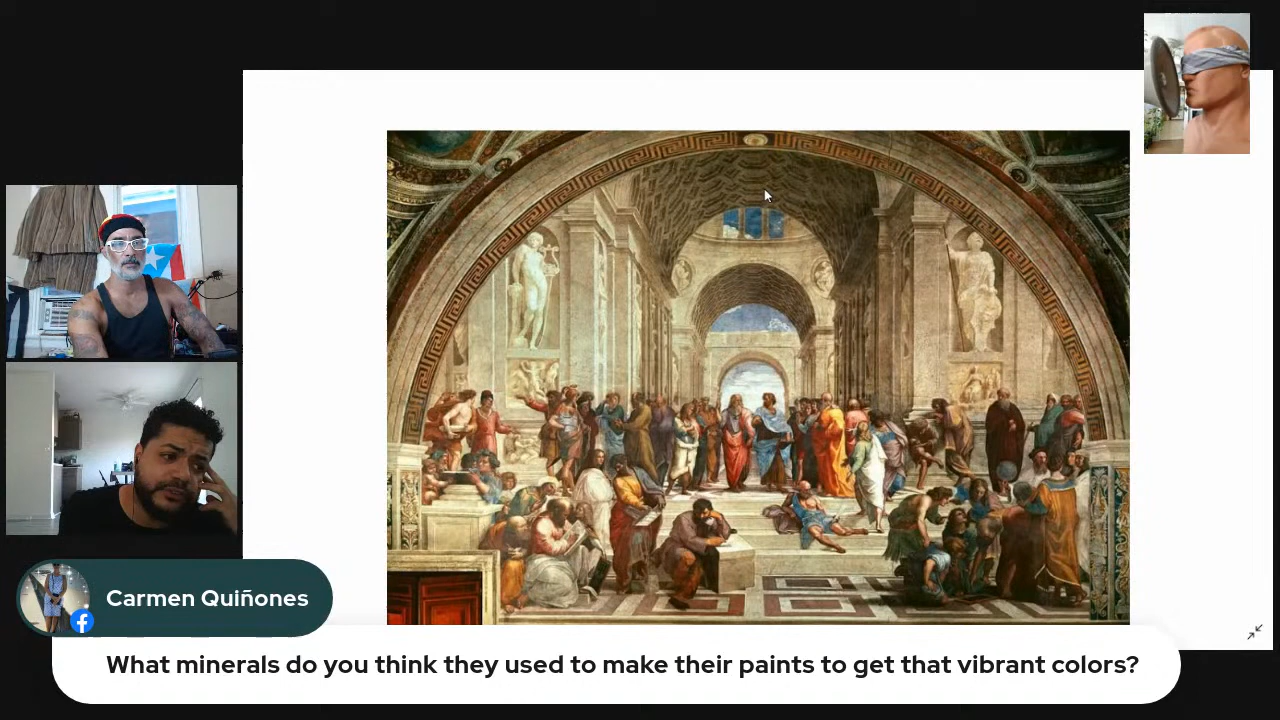 Carmen Quiñones
What minerals do you think they used to make their paints to get that vibrant colors?